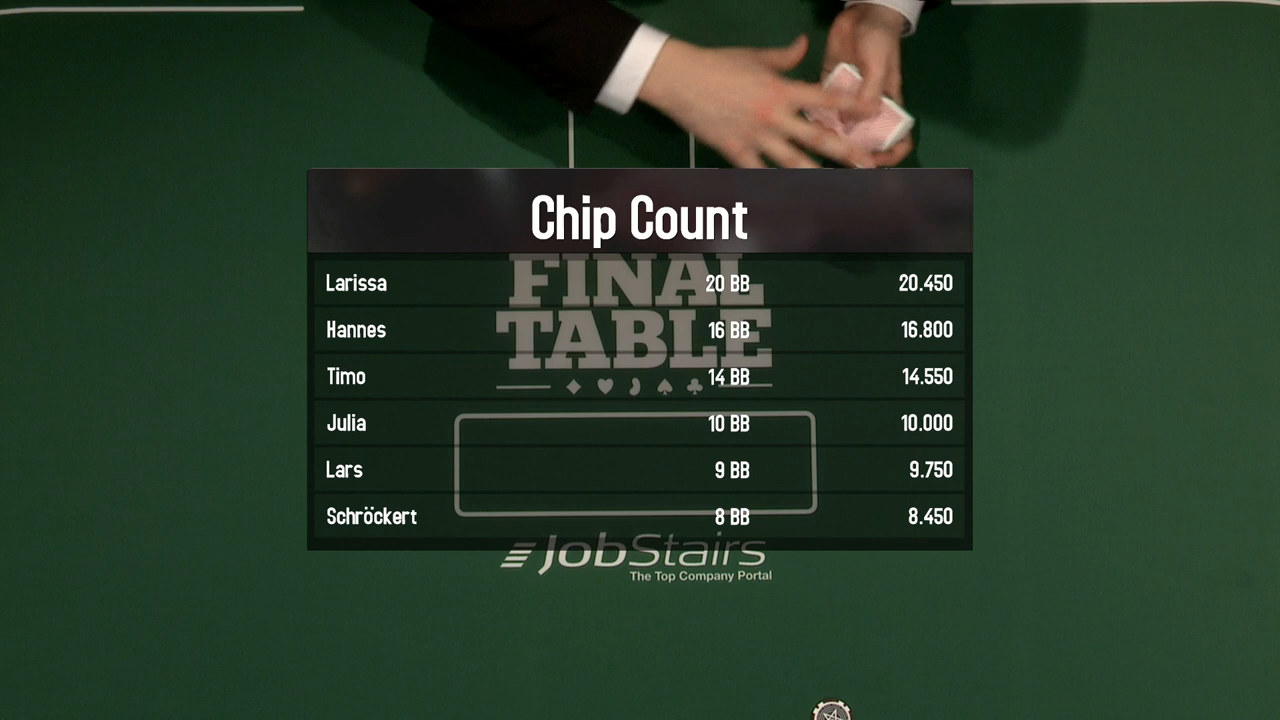 Chip Count
FINAL
TABLE
Larissa 20 BB 20.450
Hannes 16 BB 16.800
Timo 14 BB 14.550
Julia 10 BB 10.000
Lars 9 BB 9.750
Schröckert 8 BB 8.450
JobStairs
The Top Company Portal